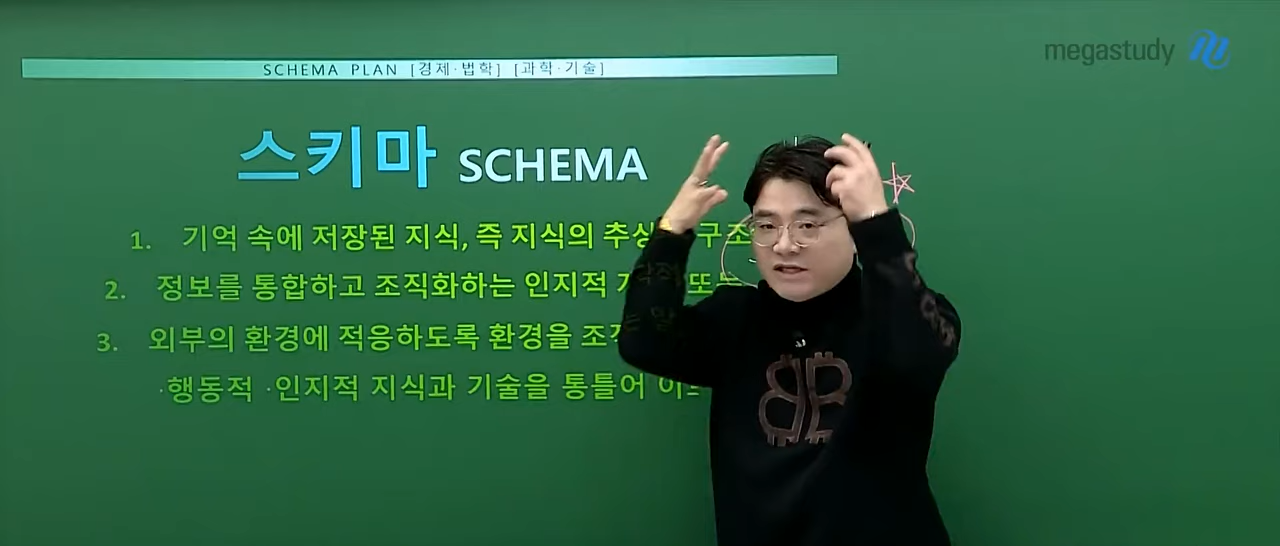 megastudy
SCHEMA PLAN [경제·법학] [과학·기술]
스키마 SCHEMA
1. 기억 속에 저장된 지식, 즉 지식의 구조
2. 정보를 통합하고 조직화하는 인지적 또
3. 외부의 환경에 적응하도록 환경을
·행동적 ·인지적 지식과 기술을 통틀어